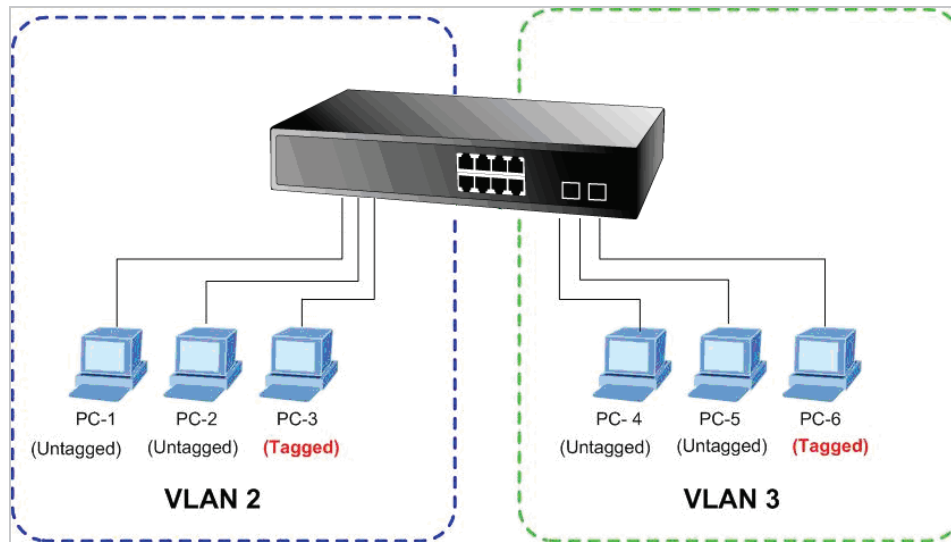 PC-1 PC-2 PC-3 PC- 4 PC-5 PC-6
(Untagged) (Untagged) (Tagged) (Untagged) (Untagged) (Tagged)
VLAN 2 VLAN 3